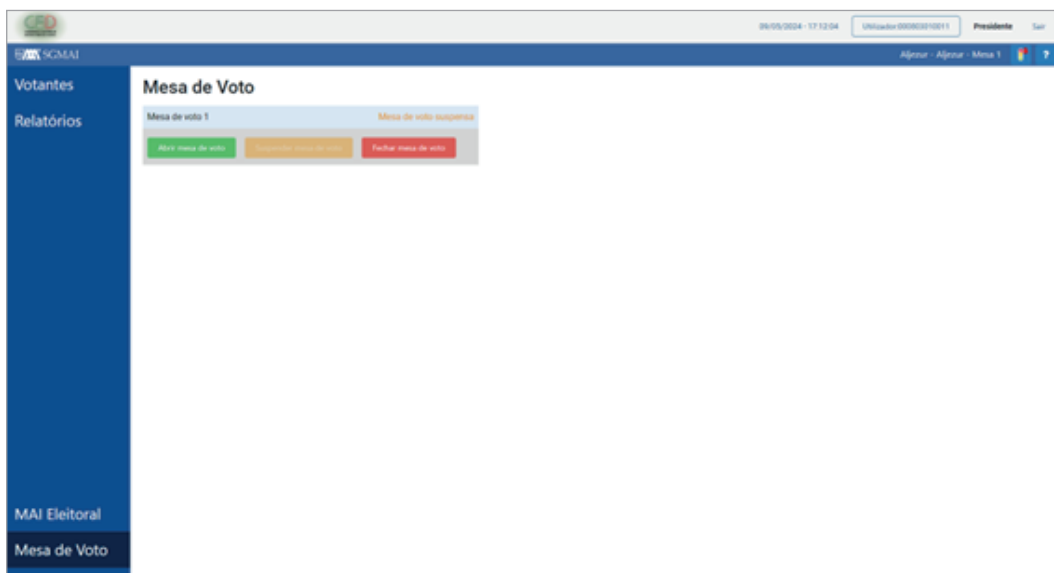 CED
09/05/2024 - 17:12:04
Utilizador:000803010011
Presidente
Sair
SGMAI
Aljezur - Aljezur - Mesa 1
?
Votantes
Relatórios
Mesa de Voto
Mesa de voto 1
Mesa de voto suspensa
Abrir mesa de voto
Suspender mesa de voto
Fechar mesa de voto
MAI Eleitoral
Mesa de Voto